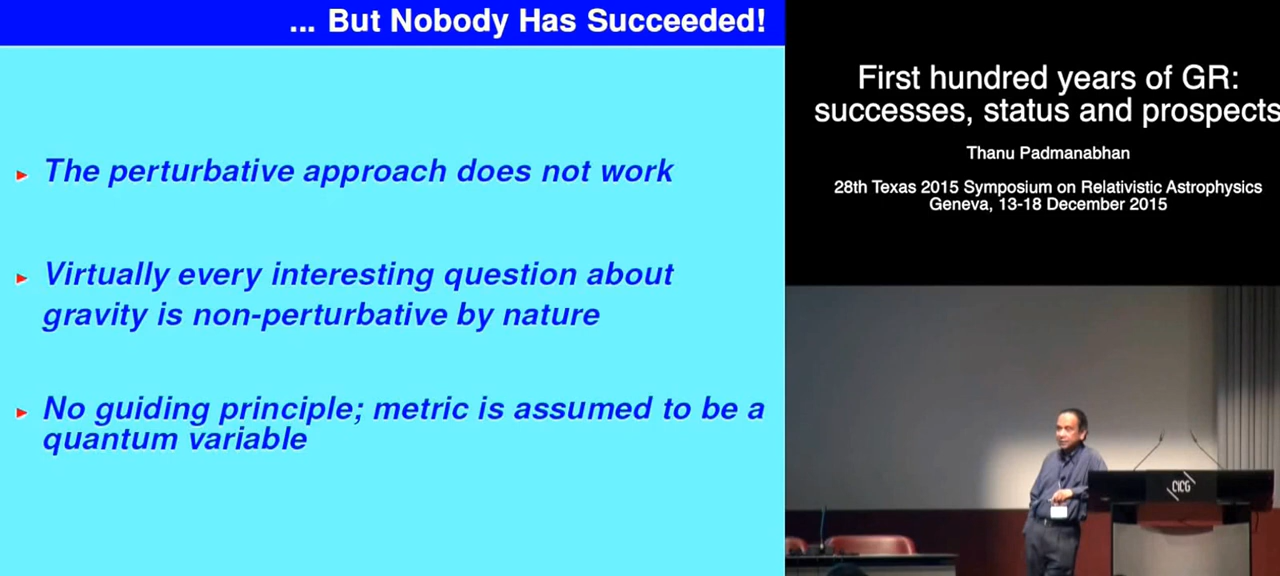 ... But Nobody Has Succeeded!
The perturbative approach does not work
Virtually every interesting question about
gravity is non-perturbative by nature
No guiding principle; metric is assumed to be a
quantum variable
First hundred years of GR:
successes, status and prospects
Thanu Padmanabhan
28th Texas 2015 Symposium on Relativistic Astrophysics
Geneva, 13-18 December 2015
CICG